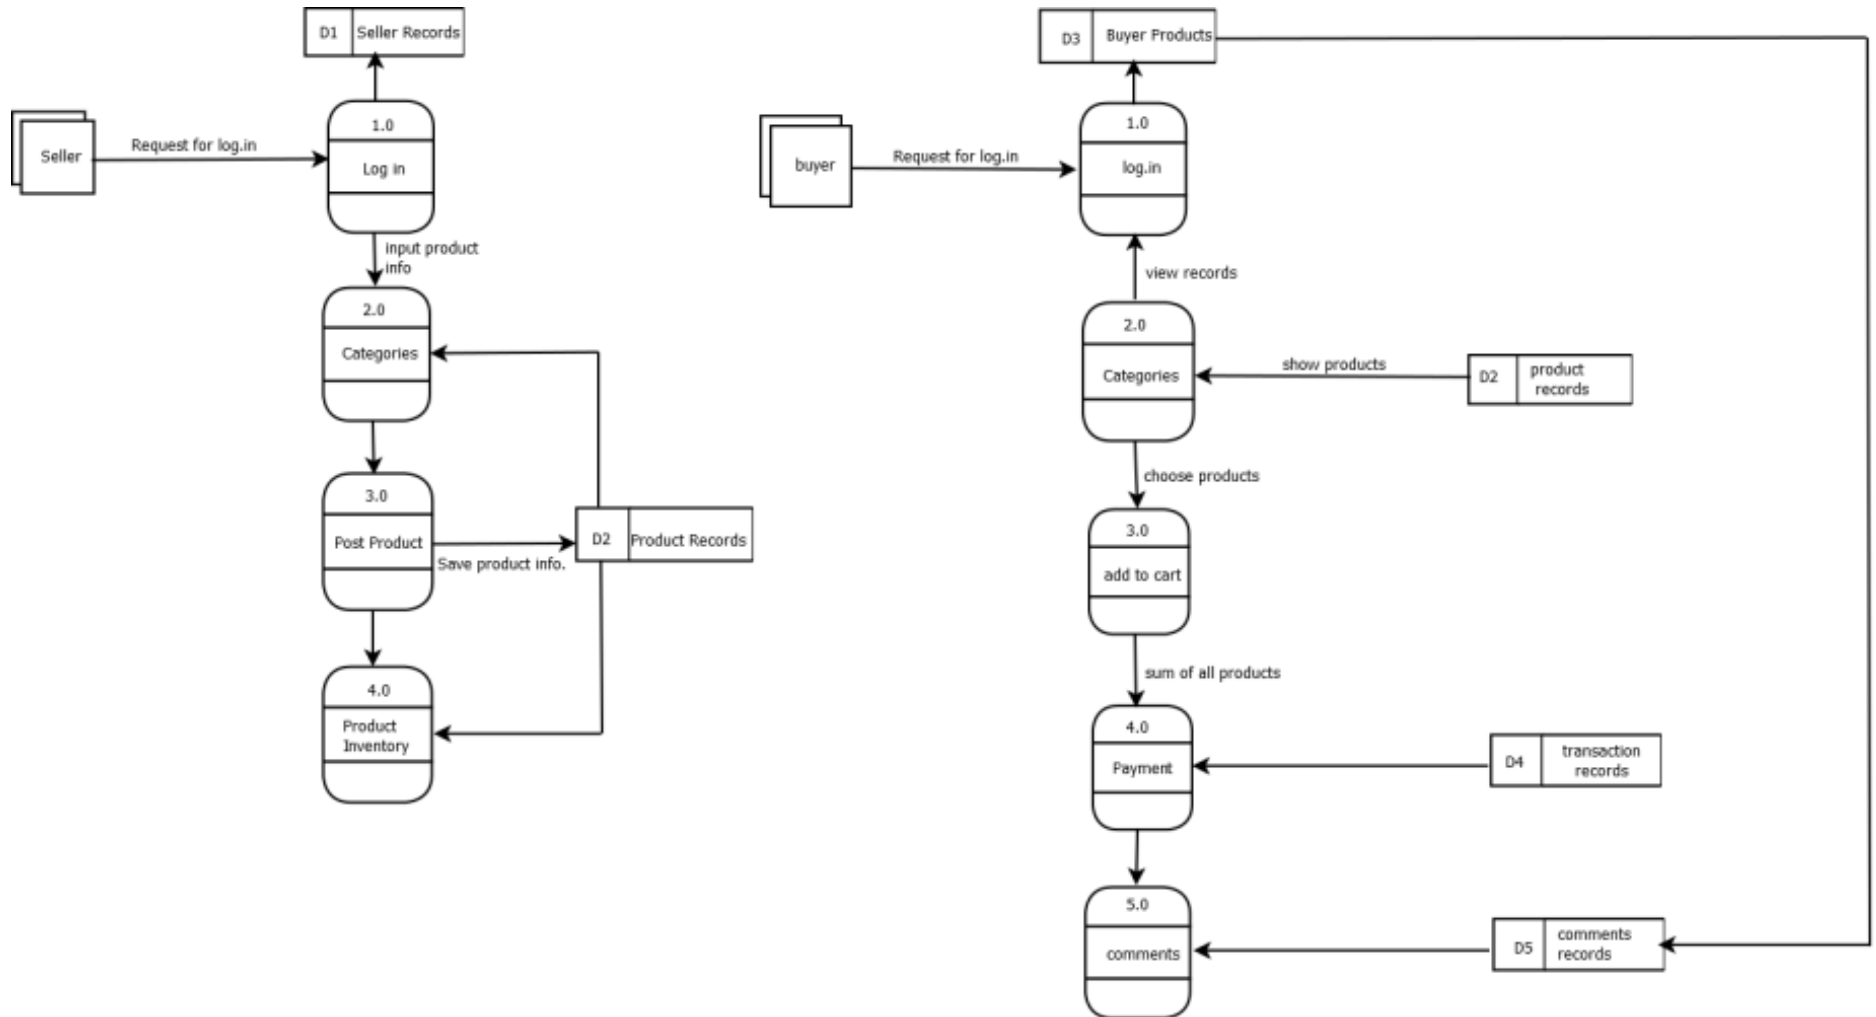 D1 Seller Records
1.0
Seller
Request for log.in
Log in
input product
info
2.0
Categories
3.0
Post Product
Save product info.
D2 Product Records
4.0
Product
Inventory
D3 Buyer Products
1.0
buyer
Request for log.in
log.in
view records
2.0
Categories
show products
D2 product
records
choose products
3.0
add to cart
sum of all products
4.0
Payment
D4 transaction
records
5.0
comments
D5 comments
records